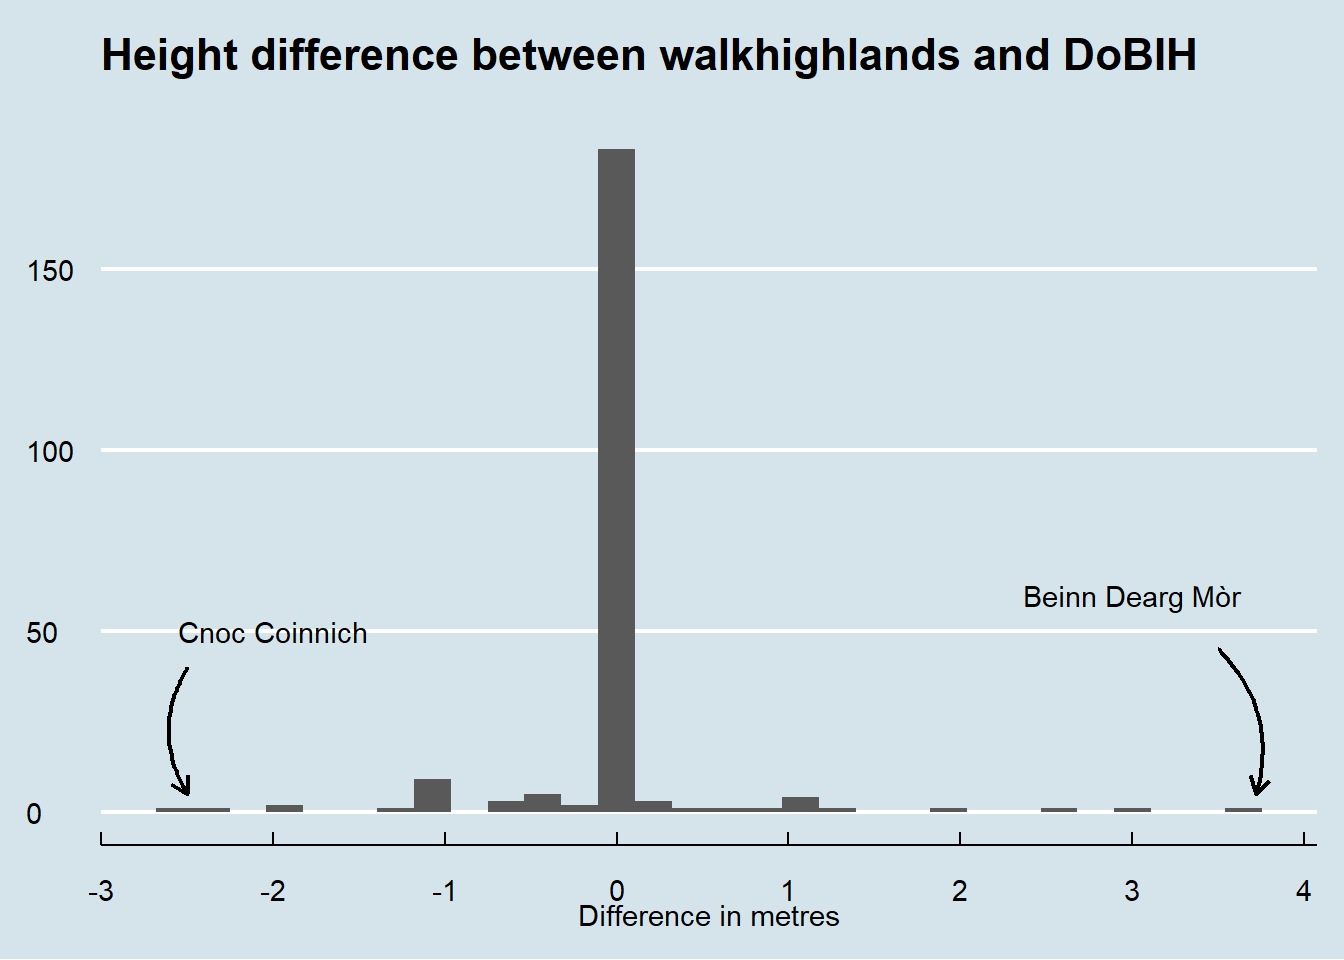 Height difference between walkhighlands and DoBIH
150
100
Beinn Dearg Mòr
50
Cnoc Coinnich
0
-3 -2 -1 0 1 2 3 4
Difference in metres